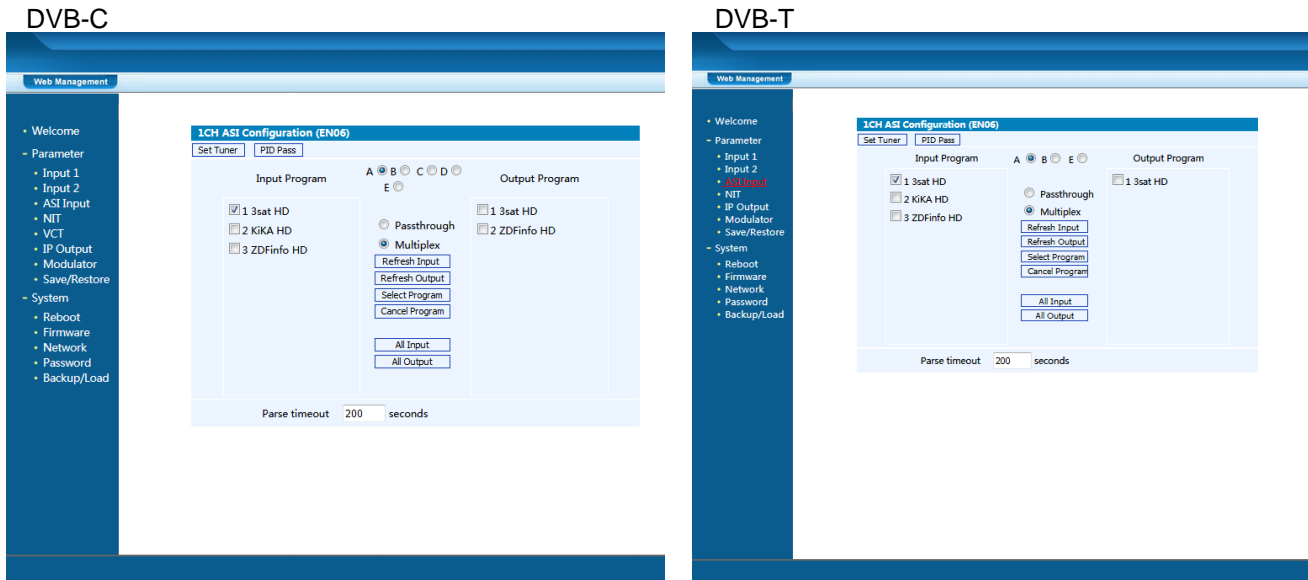 DVB-C
Web Management
• Welcome
– Parameter
• Input 1
• Input 2
• ASI Input
• NIT
• VCT
• IP Output
• Modulator
• Save/Restore
– System
• Reboot
• Firmware
• Network
• Password
• Backup/Load
1CH ASI Configuration (EN06)
Set Tuner PID Pass
Input Program
A B C D
E
Output Program
1 3sat HD
2 KiKA HD
3 ZDFinfo HD
Passthrough
Multiplex
Refresh Input
Refresh Output
Select Program
Cancel Program
All Input
All Output
1 3sat HD
2 ZDFinfo HD
Parse timeout 200 seconds
DVB-T
Web Management
• Welcome
– Parameter
• Input 1
• Input 2
• ASI Input
• NIT
• IP Output
• Modulator
• Save/Restore
– System
• Reboot
• Firmware
• Network
• Password
• Backup/Load
1CH ASI Configuration (EN06)
Set Tuner PID Pass
Input Program A B E Output Program
1 3sat HD
2 KiKA HD
3 ZDFinfo HD
Passthrough
Multiplex
Refresh Input
Refresh Output
Select Program
Cancel Program
All Input
All Output
1 3sat HD
Parse timeout 200 seconds